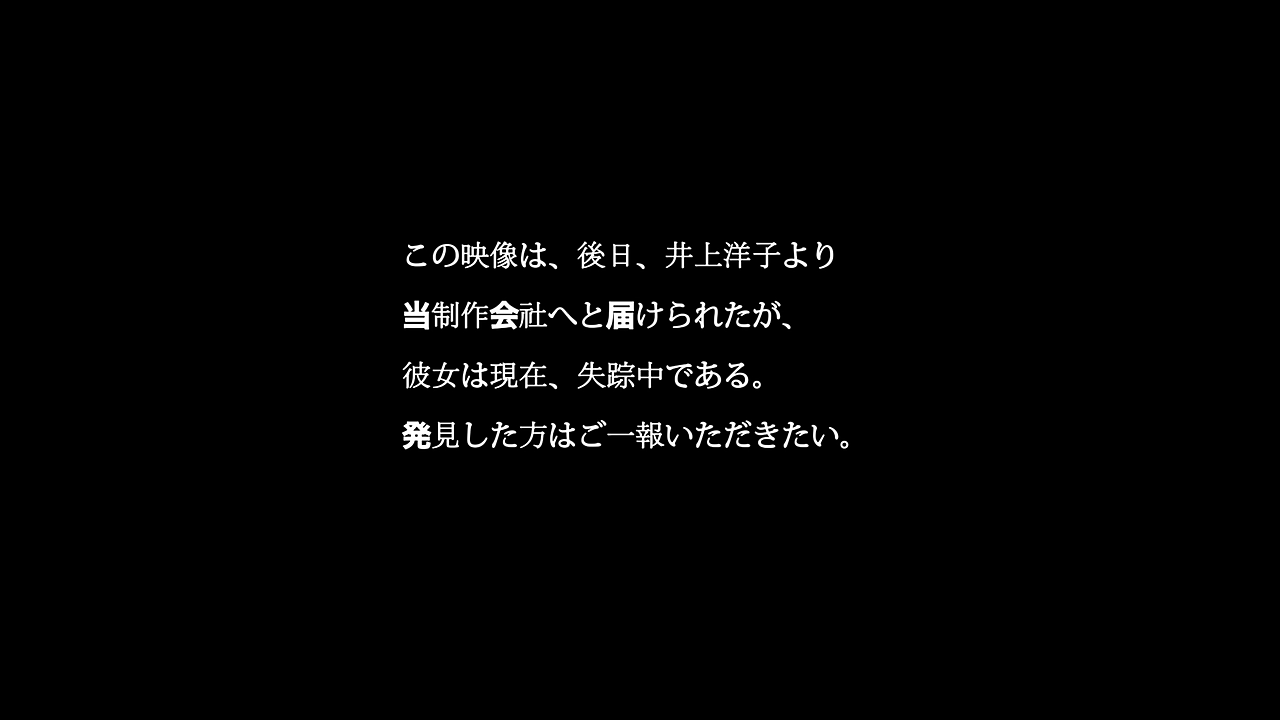 この映像は、後日、井上洋子より
当制作会社へと届けられたが、
彼女は現在、失踪中である。
発見した方はご一報いただきたい。